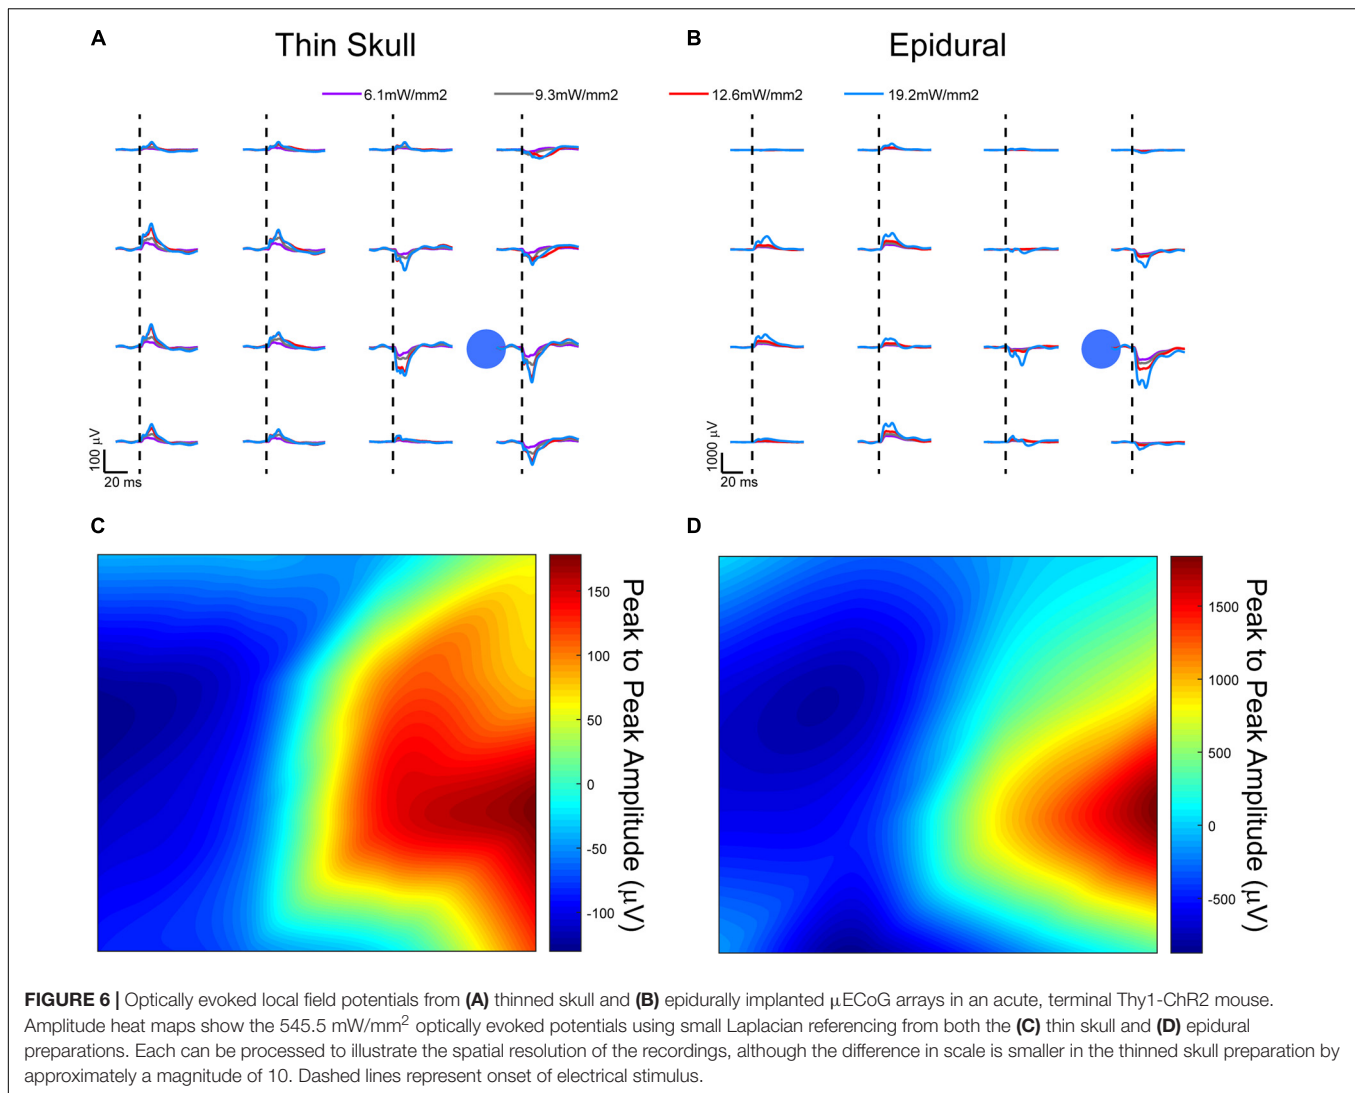 A
Thin Skull
B
Epidural
6.1mW/mm2
9.3mW/mm2
12.6mW/mm2
19.2mW/mm2
100 μV
20 ms
1000 μV
20 ms
C
150
100
50
0
-50
-100
Peak to Peak Amplitude (μV)
D
1500
1000
500
0
-500
Peak to Peak Amplitude (μV)
FIGURE 6 | Optically evoked local field potentials from (A) thinned skull and (B) epidurally implanted μECoG arrays in an acute, terminal Thy1-ChR2 mouse.
Amplitude heat maps show the 545.5 mW/mm² optically evoked potentials using small Laplacian referencing from both the (C) thin skull and (D) epidural
preparations. Each can be processed to illustrate the spatial resolution of the recordings, although the difference in scale is smaller in the thinned skull preparation by
approximately a magnitude of 10. Dashed lines represent onset of electrical stimulus.